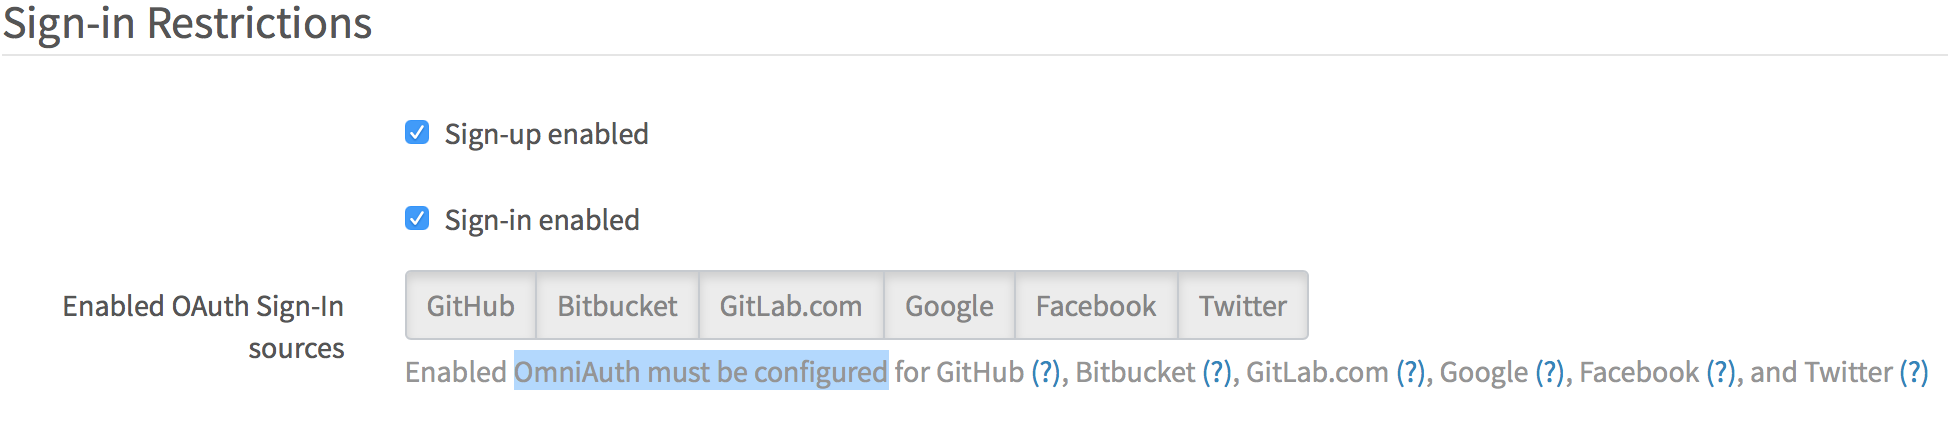 Sign-in Restrictions
Sign-up enabled
Sign-in enabled
Enabled OAuth Sign-In
sources
GitHub Bitbucket GitLab.com Google Facebook Twitter
Enabled OmniAuth must be configured for GitHub (?), Bitbucket (?), GitLab.com (?), Google (?), Facebook (?), and Twitter (?)